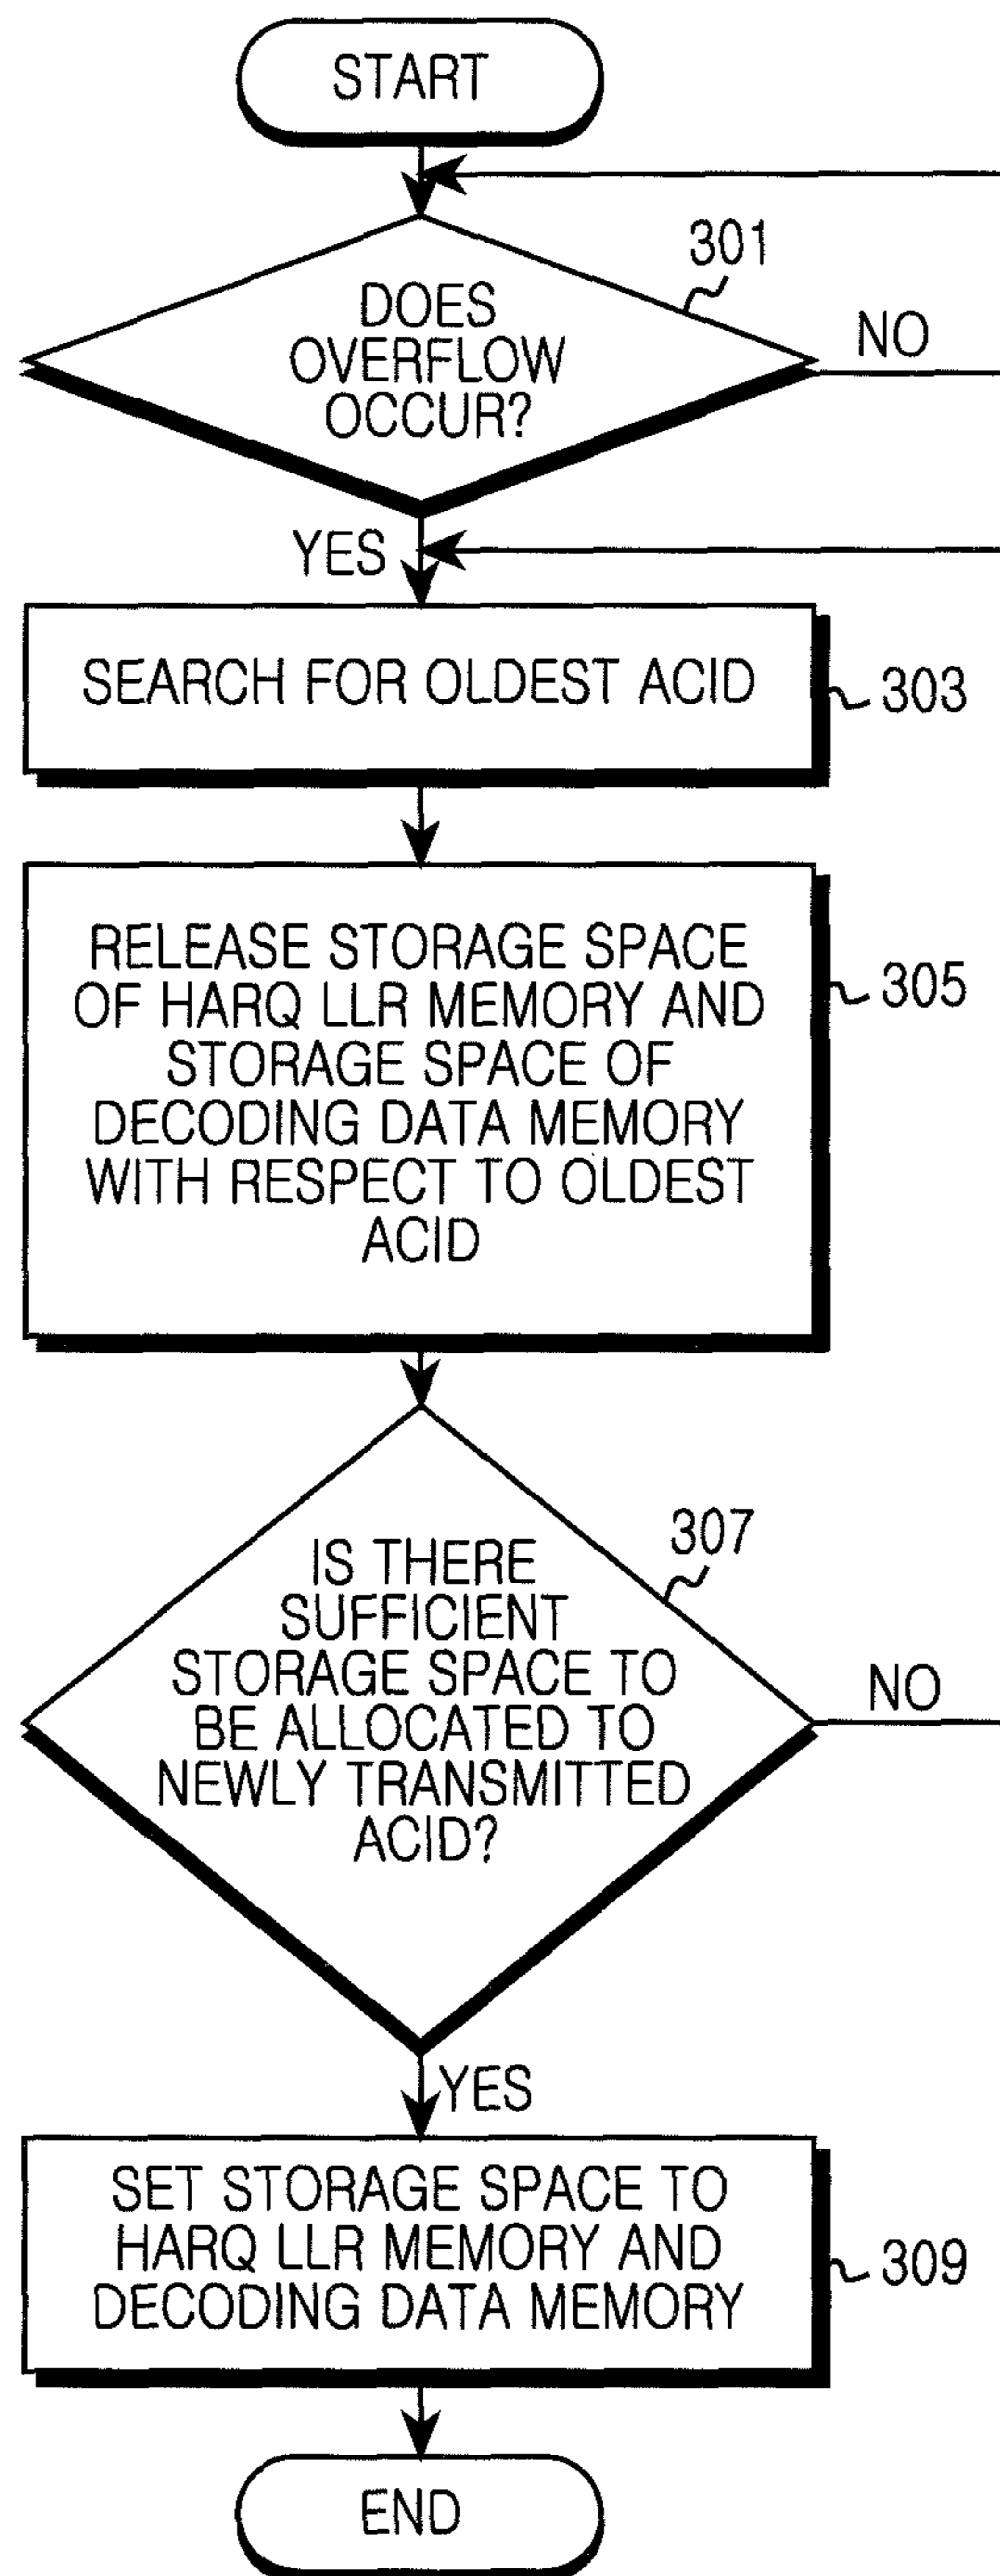 START
301
DOES
OVERFLOW
OCCUR?
NO
YES
SEARCH FOR OLDEST ACID
303
RELEASE STORAGE SPACE
OF HARQ LLR MEMORY AND
STORAGE SPACE OF
DECODING DATA MEMORY
WITH RESPECT TO OLDEST
ACID
305
307
IS THERE
SUFFICIENT
STORAGE SPACE TO
BE ALLOCATED TO
NEWLY TRANSMITTED
ACID?
NO
YES
SET STORAGE SPACE TO
HARQ LLR MEMORY AND
DECODING DATA MEMORY
309
END